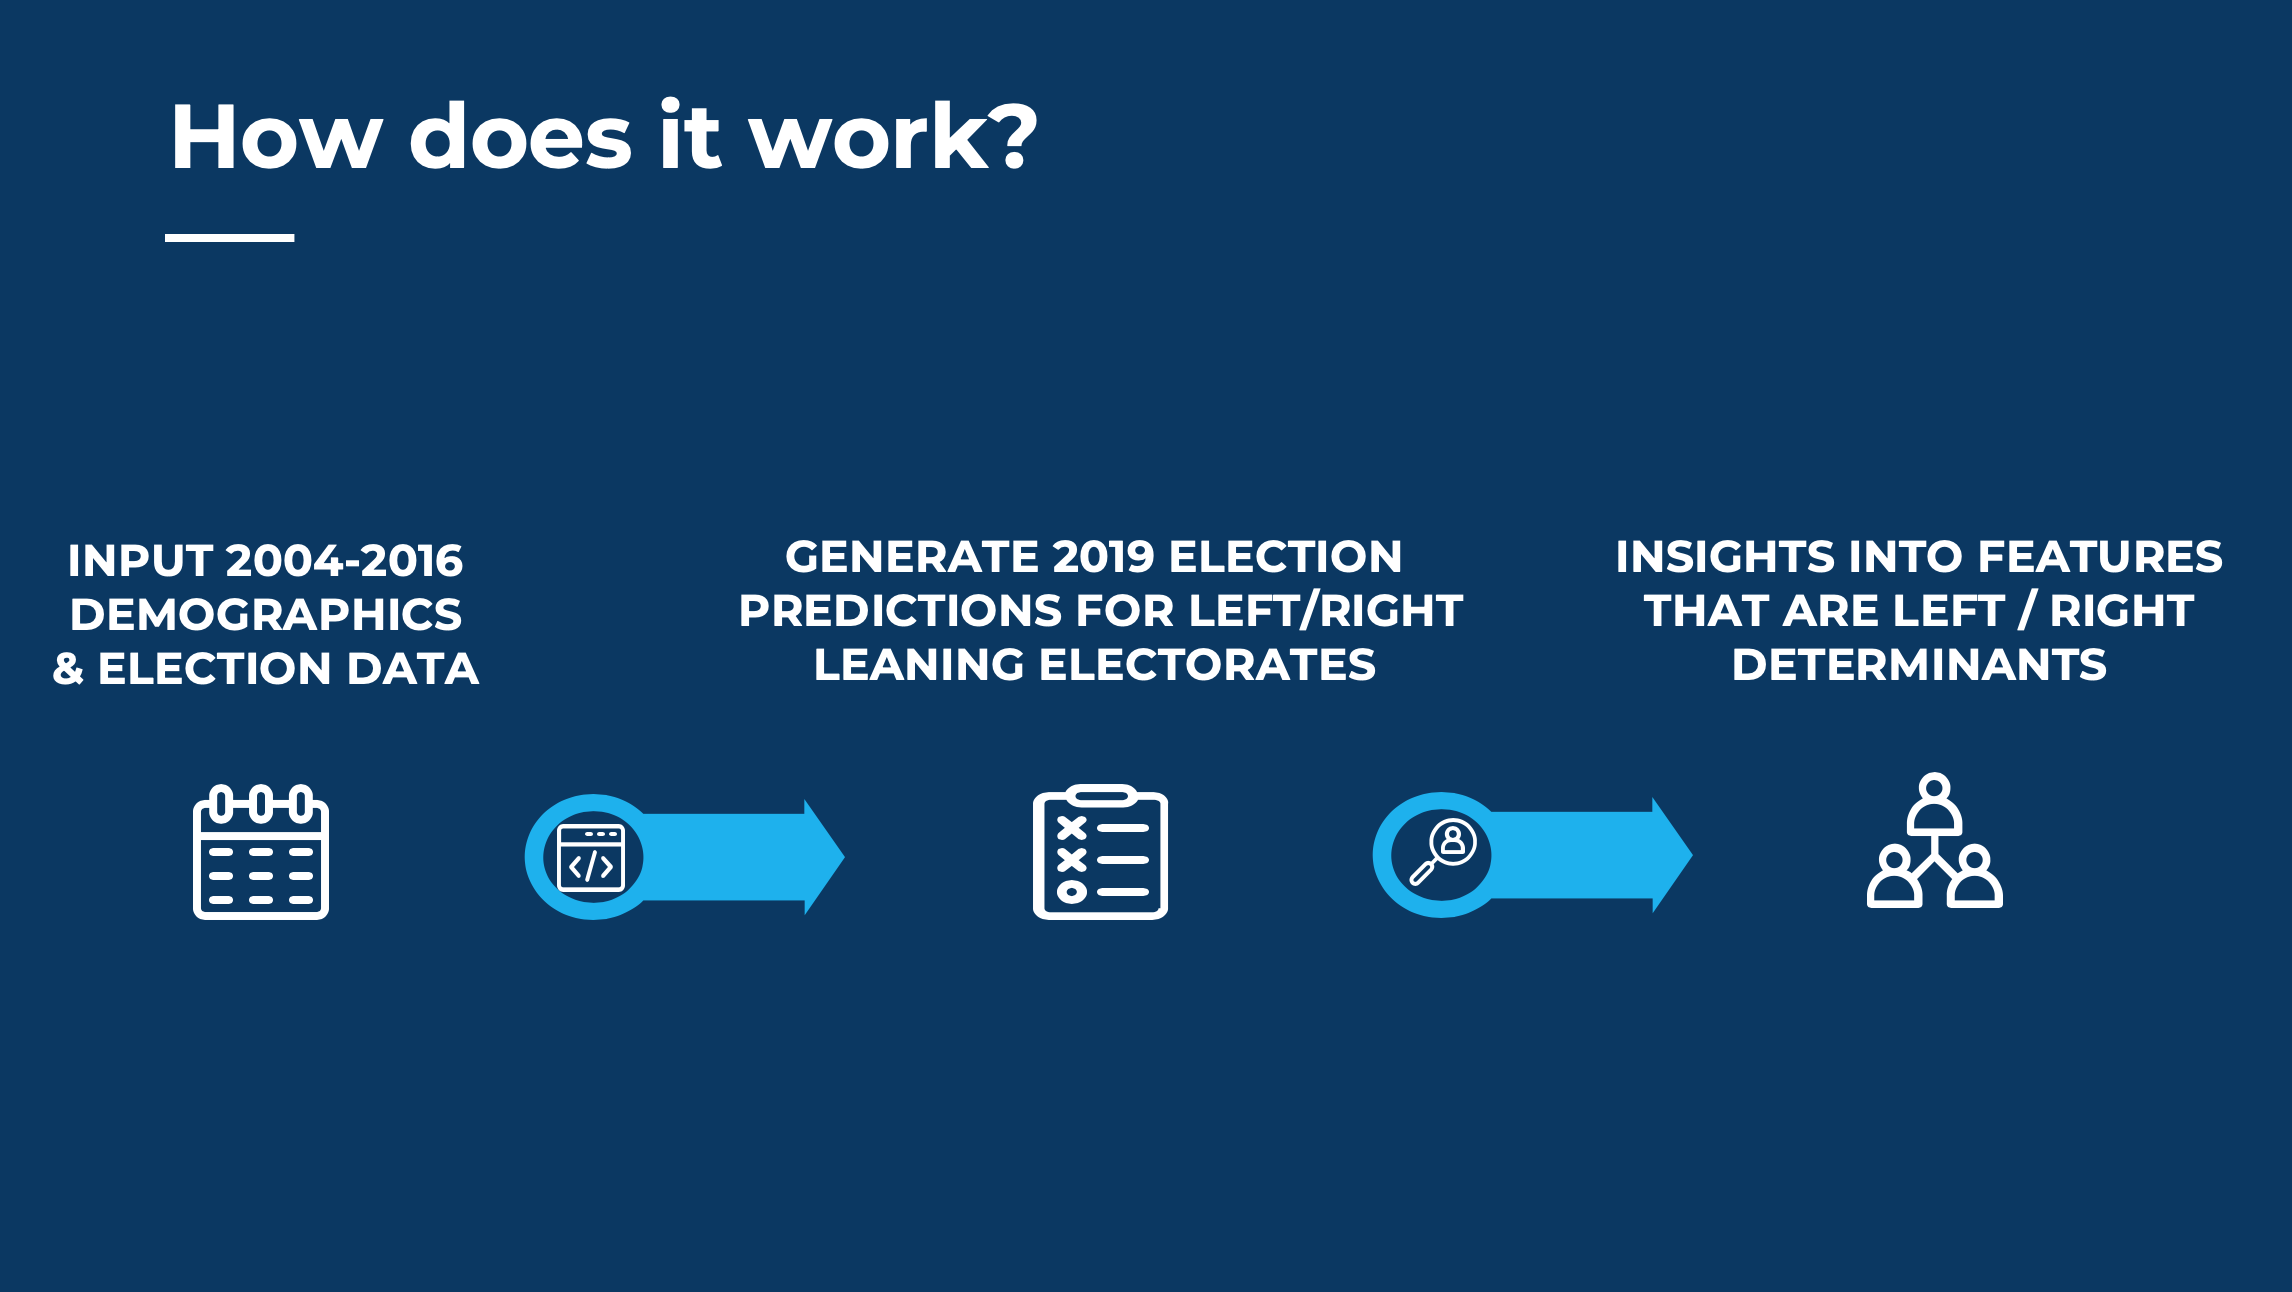 How does it work?
INPUT 2004-2016
DEMOGRAPHICS
& ELECTION DATA
GENERATE 2019 ELECTION
PREDICTIONS FOR LEFT/RIGHT
LEANING ELECTORATES
INSIGHTS INTO FEATURES
THAT ARE LEFT / RIGHT
DETERMINANTS